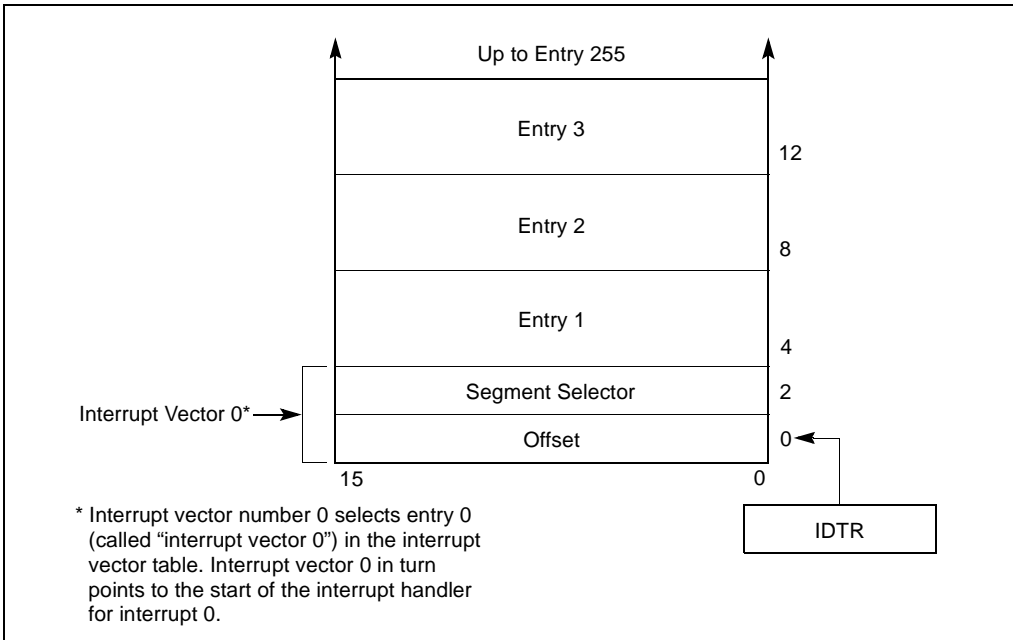 Up to Entry 255
Entry 3
12
Entry 2
8
Entry 1
4
Segment Selector
2
Interrupt Vector 0*
Offset
0
15
0
* Interrupt vector number 0 selects entry 0
(called “interrupt vector 0”) in the interrupt
vector table. Interrupt vector 0 in turn
points to the start of the interrupt handler
for interrupt 0.
IDTR